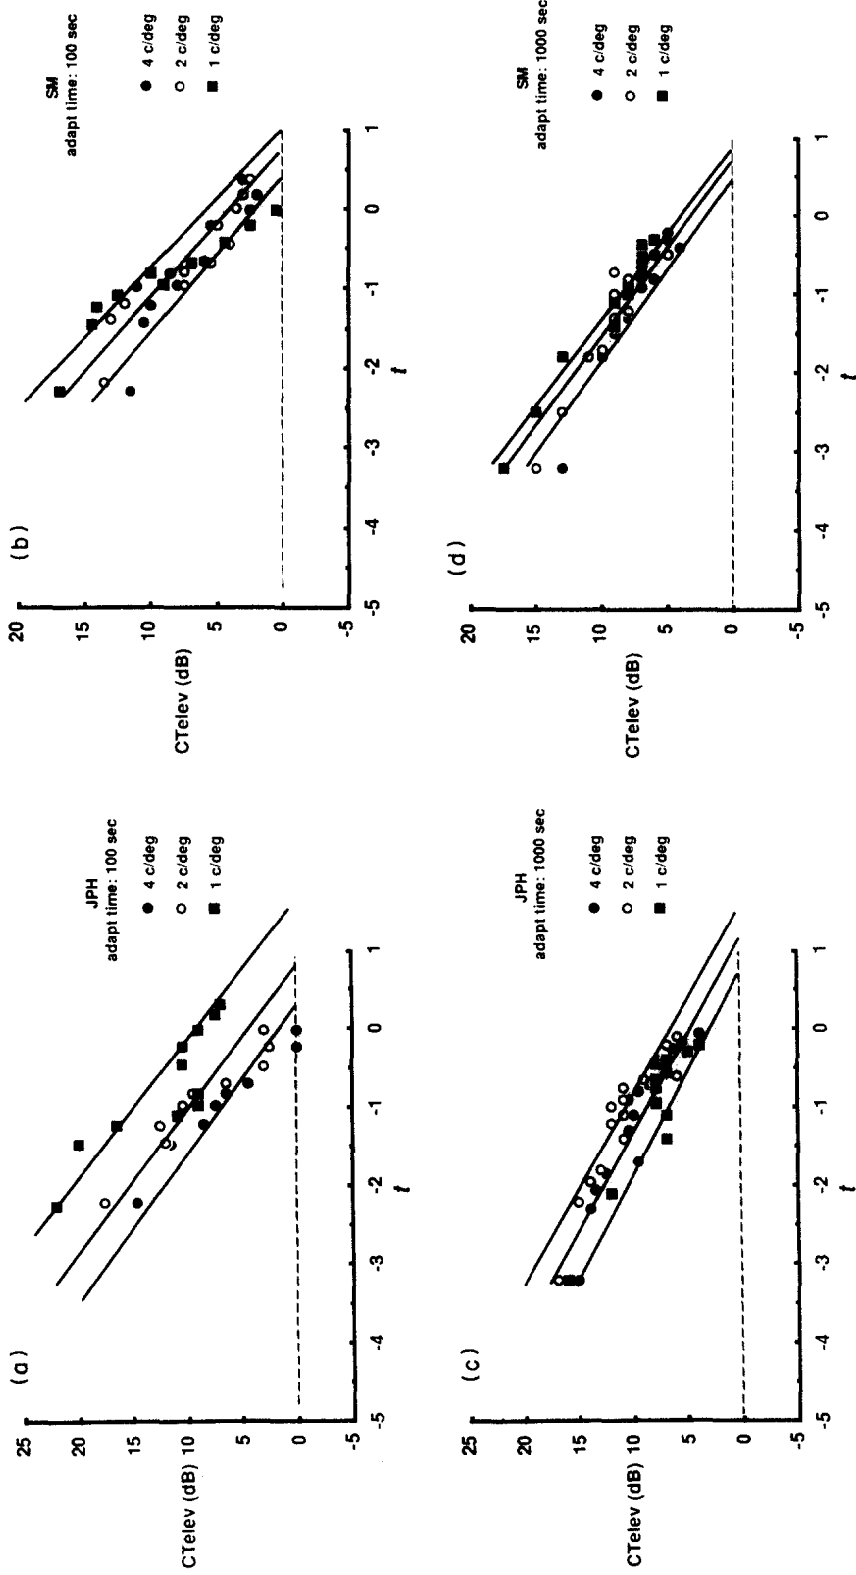 (a)
JPH
adapt time: 100 sec
4 c/deg
2 c/deg
1 c/deg
CTelev (dB)
25
20
15
10
5
0
-5
-5
-4
-3
-2
-1
0
1
t
(b)
SM
adapt time: 100 sec
4 c/deg
2 c/deg
1 c/deg
CTelev (dB)
20
15
10
5
0
-5
-5
-4
-3
-2
-1
0
1
t
(c)
JPH
adapt time: 1000 sec
4 c/deg
2 c/deg
1 c/deg
CTelev (dB)
25
20
15
10
5
0
-5
-5
-4
-3
-2
-1
0
1
t
(d)
SM
adapt time: 1000 sec
4 c/deg
2 c/deg
1 c/deg
CTelev (dB)
20
15
10
5
0
-5
-5
-4
-3
-2
-1
0
1
t